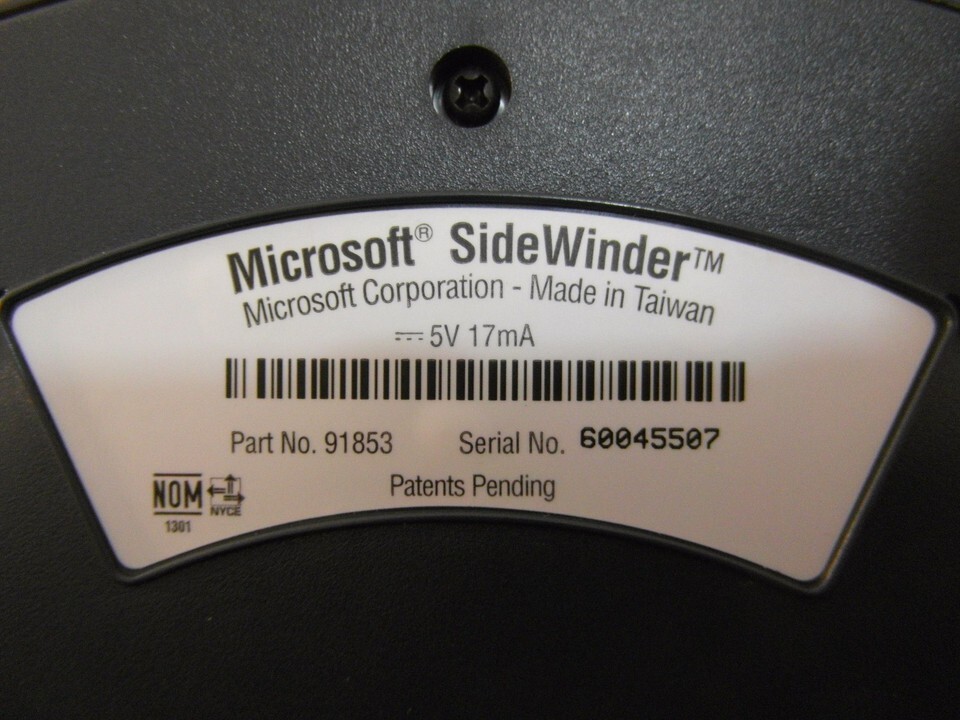 Microsoft® SideWinder™
Microsoft Corporation - Made in Taiwan
⎓ 5V 17mA
Part No. 91853 Serial No. 60045507
Patents Pending
NOM NYCE
1301